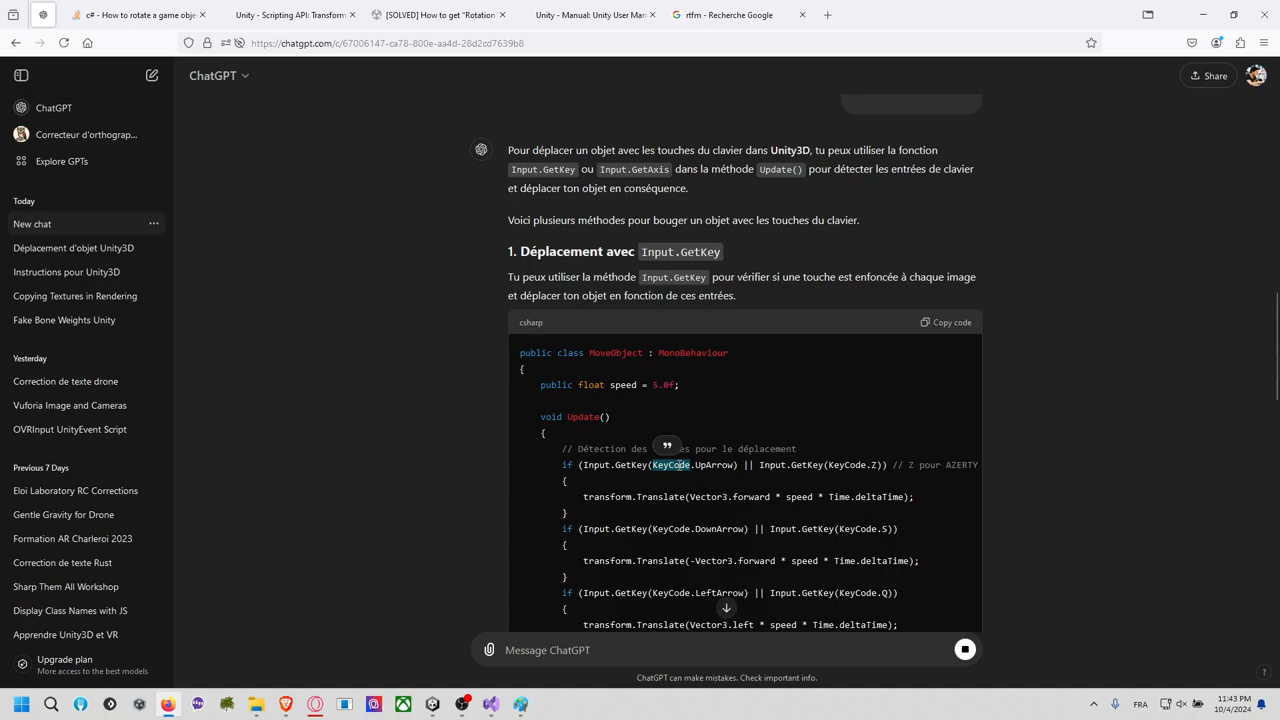 c# - How to rotate a game objec
Unity - Scripting API: Transform
[SOLVED] How to get "Rotation
Unity - Manual: Unity User Man
rtfm - Recherche Google
https://chatgpt.com/c/67006147-ca78-800e-aa4d-28d2cd7639b8
ChatGPT
Share
ChatGPT
Correcteur d'orthograp...
Explore GPTs
Today
New chat
Déplacement d'objet Unity3D
Instructions pour Unity3D
Copying Textures in Rendering
Fake Bone Weights Unity
Yesterday
Correction de texte drone
Vuforia Image and Cameras
OVRInput UnityEvent Script
Previous 7 Days
Eloi Laboratory RC Corrections
Gentle Gravity for Drone
Formation AR Charleroi 2023
Correction de texte Rust
Sharp Them All Workshop
Display Class Names with JS
Apprendre Unity3D et VR
Upgrade plan
More access to the best models
Pour déplacer un objet avec les touches du clavier dans Unity3D, tu peux utiliser la fonction
Input.GetKey ou Input.GetAxis dans la méthode Update() pour détecter les entrées de clavier
et déplacer ton objet en conséquence.
Voici plusieurs méthodes pour bouger un objet avec les touches du clavier.
1. Déplacement avec Input.GetKey
Tu peux utiliser la méthode Input.GetKey pour vérifier si une touche est enfoncée à chaque image
et déplacer ton objet en fonction de ces entrées.
csharp
Copy code
public class MoveObject : MonoBehaviour
{
public float speed = 5.0f;
void Update()
{
// Détection des es pour le déplacement
if (Input.GetKey(KeyCode.UpArrow) || Input.GetKey(KeyCode.Z)) // Z pour AZERTY
{
transform.Translate(Vector3.forward * speed * Time.deltaTime);
}
if (Input.GetKey(KeyCode.DownArrow) || Input.GetKey(KeyCode.S))
{
transform.Translate(-Vector3.forward * speed * Time.deltaTime);
}
if (Input.GetKey(KeyCode.LeftArrow) || Input.GetKey(KeyCode.Q))
{
transform.Translate(Vector3.left * speed * Time.deltaTime);
Message ChatGPT
ChatGPT can make mistakes. Check important info.
?
FRA
11:43 PM
10/4/2024